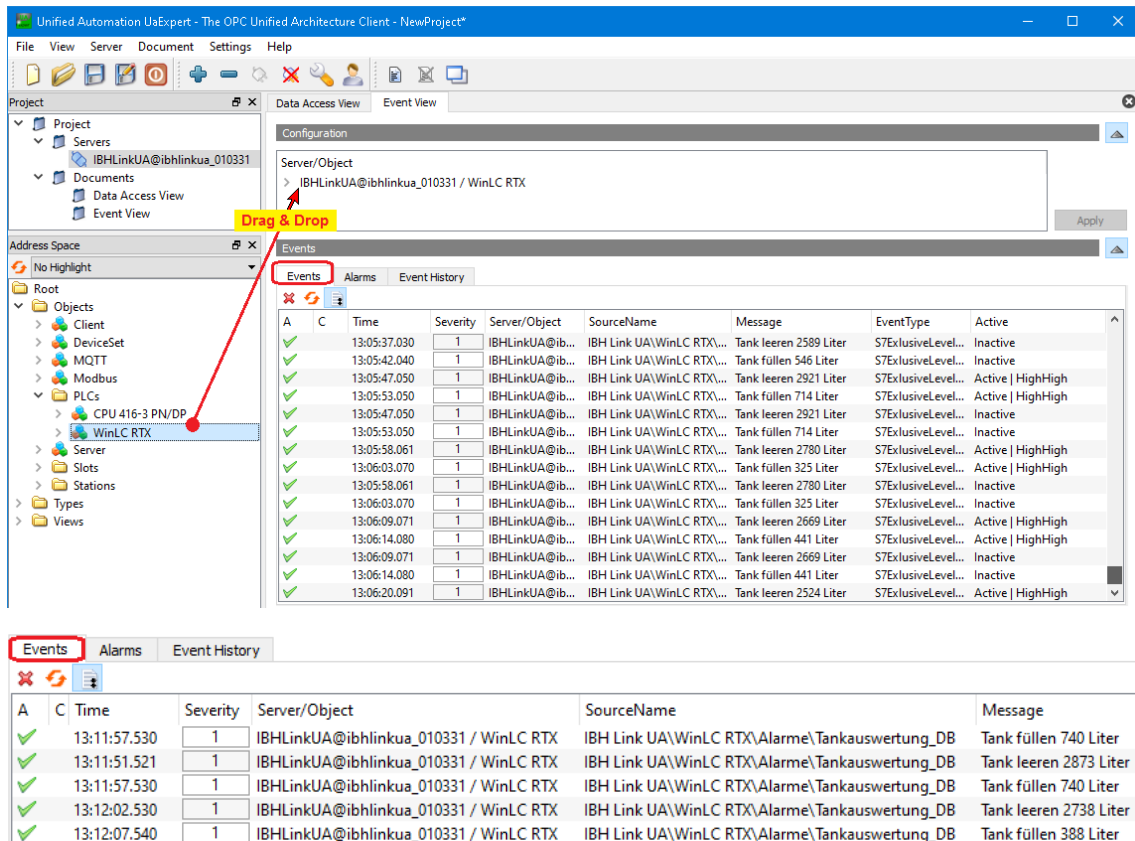 Unified Automation UaExpert - The OPC Unified Architecture Client - NewProject*
File View Server Document Settings Help
Project
Project
Servers
IBHLinkUA@ibhlinkua_010331
Documents
Data Access View
Event View
Address Space
No Highlight
Root
Objects
Client
DeviceSet
MQTT
Modbus
PLCs
CPU 416-3 PN/DP
WinLC RTX
Server
Slots
Stations
Types
Views
Data Access View Event View
Configuration
Server/Object
IBHLinkUA@ibhlinkua_010331 / WinLC RTX
Drag & Drop
Apply
Events
Events Alarms Event History
A C Time Severity Server/Object SourceName Message EventType Active
13:05:37.030 1 IBHLinkUA@ib... IBH Link UA\WinLC RTX\... Tank leeren 2589 Liter S7ExlusiveLevel... Inactive
13:05:42.040 1 IBHLinkUA@ib... IBH Link UA\WinLC RTX\... Tank füllen 546 Liter S7ExlusiveLevel... Inactive
13:05:47.050 1 IBHLinkUA@ib... IBH Link UA\WinLC RTX\... Tank leeren 2921 Liter S7ExlusiveLevel... Active | HighHigh
13:05:53.050 1 IBHLinkUA@ib... IBH Link UA\WinLC RTX\... Tank füllen 714 Liter S7ExlusiveLevel... Active | HighHigh
13:05:47.050 1 IBHLinkUA@ib... IBH Link UA\WinLC RTX\... Tank leeren 2921 Liter S7ExlusiveLevel... Inactive
13:05:53.050 1 IBHLinkUA@ib... IBH Link UA\WinLC RTX\... Tank füllen 714 Liter S7ExlusiveLevel... Inactive
13:05:58.061 1 IBHLinkUA@ib... IBH Link UA\WinLC RTX\... Tank leeren 2780 Liter S7ExlusiveLevel... Active | HighHigh
13:06:03.070 1 IBHLinkUA@ib... IBH Link UA\WinLC RTX\... Tank füllen 325 Liter S7ExlusiveLevel... Active | HighHigh
13:05:58.061 1 IBHLinkUA@ib... IBH Link UA\WinLC RTX\... Tank leeren 2780 Liter S7ExlusiveLevel... Inactive
13:06:03.070 1 IBHLinkUA@ib... IBH Link UA\WinLC RTX\... Tank füllen 325 Liter S7ExlusiveLevel... Inactive
13:06:09.071 1 IBHLinkUA@ib... IBH Link UA\WinLC RTX\... Tank leeren 2669 Liter S7ExlusiveLevel... Active | HighHigh
13:06:14.080 1 IBHLinkUA@ib... IBH Link UA\WinLC RTX\... Tank füllen 441 Liter S7ExlusiveLevel... Active | HighHigh
13:06:09.071 1 IBHLinkUA@ib... IBH Link UA\WinLC RTX\... Tank leeren 2669 Liter S7ExlusiveLevel... Inactive
13:06:14.080 1 IBHLinkUA@ib... IBH Link UA\WinLC RTX\... Tank füllen 441 Liter S7ExlusiveLevel... Inactive
13:06:20.091 1 IBHLinkUA@ib... IBH Link UA\WinLC RTX\... Tank leeren 2524 Liter S7ExlusiveLevel... Active | HighHigh
Events Alarms Event History
A C Time Severity Server/Object SourceName Message
13:11:57.530 1 IBHLinkUA@ibhlinkua_010331 / WinLC RTX IBH Link UA\WinLC RTX\Alarme\Tankauswertung_DB Tank füllen 740 Liter
13:11:51.521 1 IBHLinkUA@ibhlinkua_010331 / WinLC RTX IBH Link UA\WinLC RTX\Alarme\Tankauswertung_DB Tank leeren 2873 Liter
13:11:57.530 1 IBHLinkUA@ibhlinkua_010331 / WinLC RTX IBH Link UA\WinLC RTX\Alarme\Tankauswertung_DB Tank füllen 740 Liter
13:12:02.530 1 IBHLinkUA@ibhlinkua_010331 / WinLC RTX IBH Link UA\WinLC RTX\Alarme\Tankauswertung_DB Tank leeren 2738 Liter
13:12:07.540 1 IBHLinkUA@ibhlinkua_010331 / WinLC RTX IBH Link UA\WinLC RTX\Alarme\Tankauswertung_DB Tank füllen 388 Liter